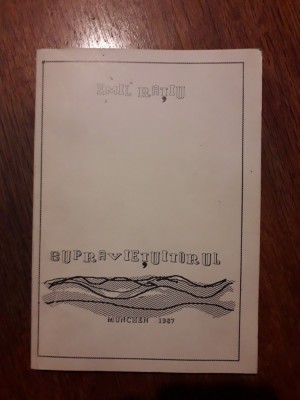 EMIL RAȚIU
SUPRAVIEȚUITORUL
MÜNCHEN 1987